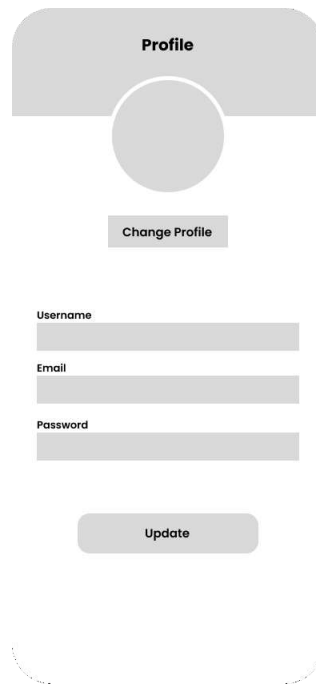 Profile
Change Profile
Username
Email
Password
Update